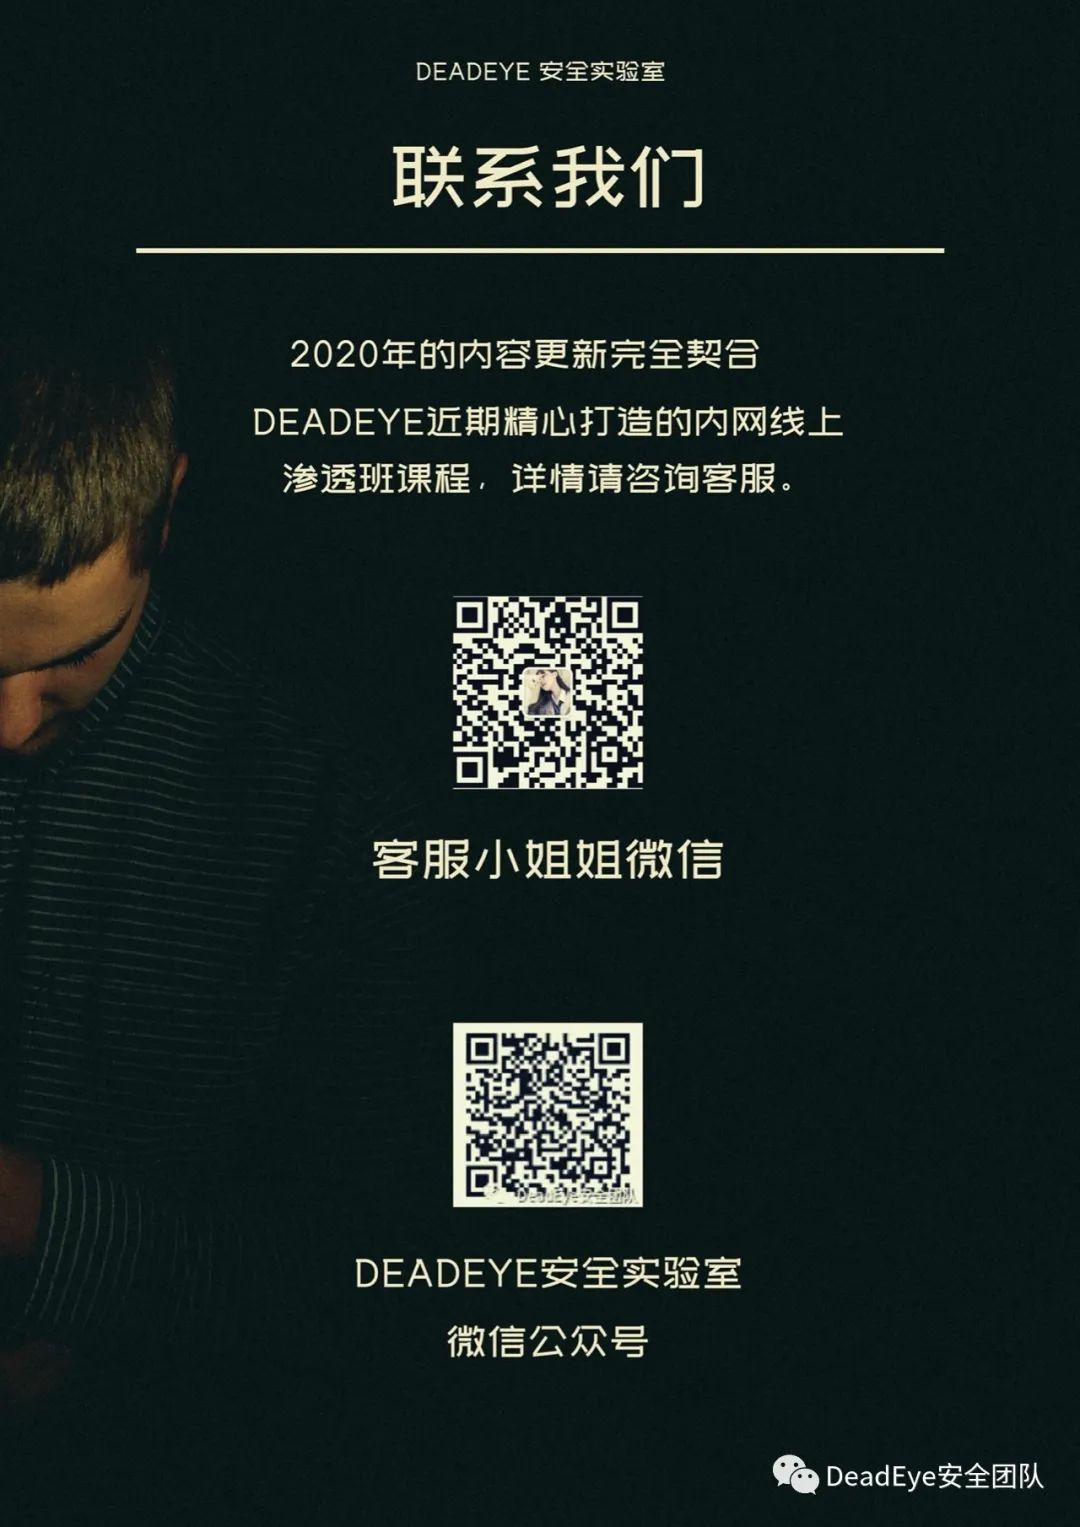 DEADEYE 安全实验室
联系我们
2020年的内容更新完全契合
DEADEYE近期精心打造的内网线上
渗透班课程，详情请咨询客服。
客服小姐姐微信
DeadEye安全团队
DEADEYE安全实验室
微信公众号
DeadEye安全团队